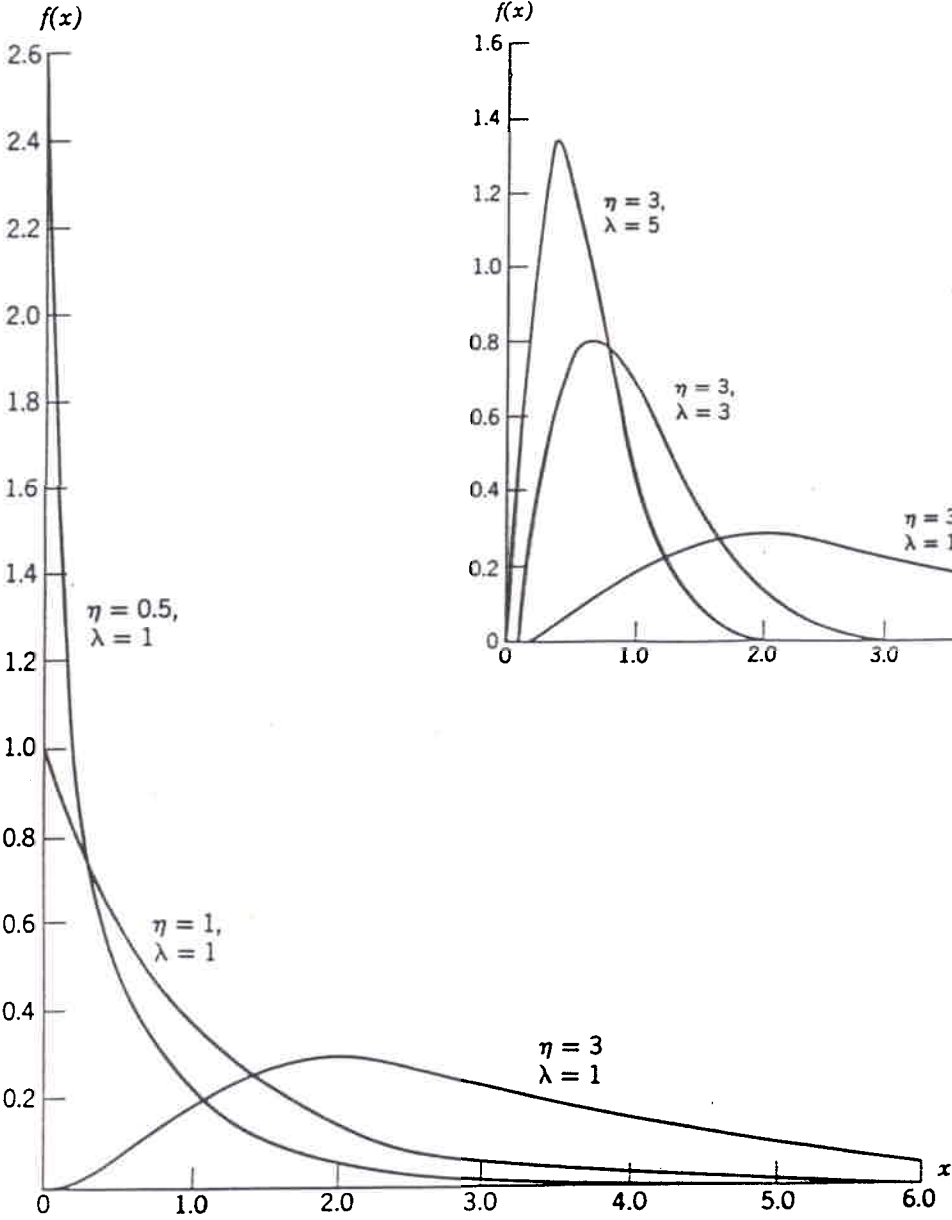 f(x)
2.6
2.4
2.2
2.0
1.8
1.6
1.4
1.2
1.0
0.8
0.6
0.4
0.2
0
1.0
2.0
3.0
4.0
5.0
6.0
x
η = 0.5,
λ = 1
η = 1,
λ = 1
η = 3
λ = 1
f(x)
1.6
1.4
1.2
1.0
0.8
0.6
0.4
0.2
0
0
1.0
2.0
3.0
η = 3,
λ = 5
η = 3,
λ = 3
η = 3
λ = 1